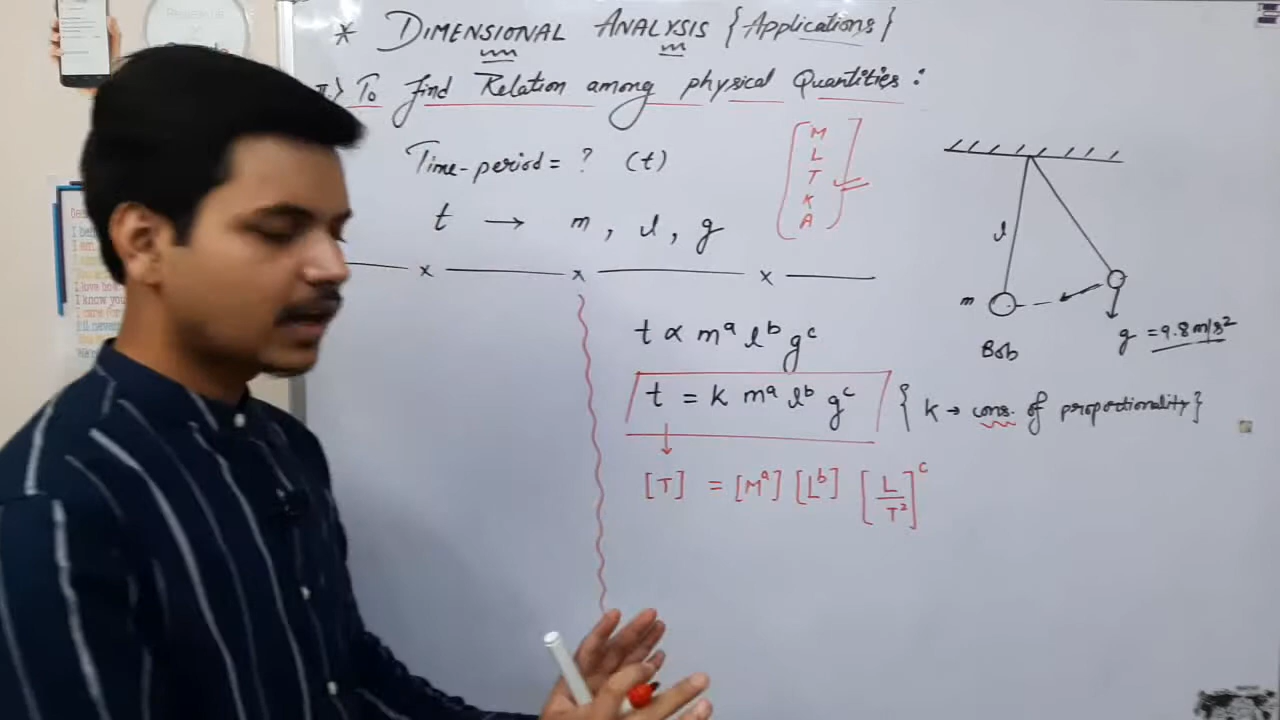 * DIMENSIONAL ANALYSIS {Applications}
II.> To find Relation among physical Quantities :
Time-period = ? (t)
M
L
T
K
A
t → m, l, g
x x x
l
m
Bob
g = 9.8 m/s²
t ∝ mᵃ lᵇ gᶜ
t = k mᵃ lᵇ gᶜ { k → cons. of proportionality }
[T] = [Mᵃ] [Lᵇ] [L/T²]ᶜ